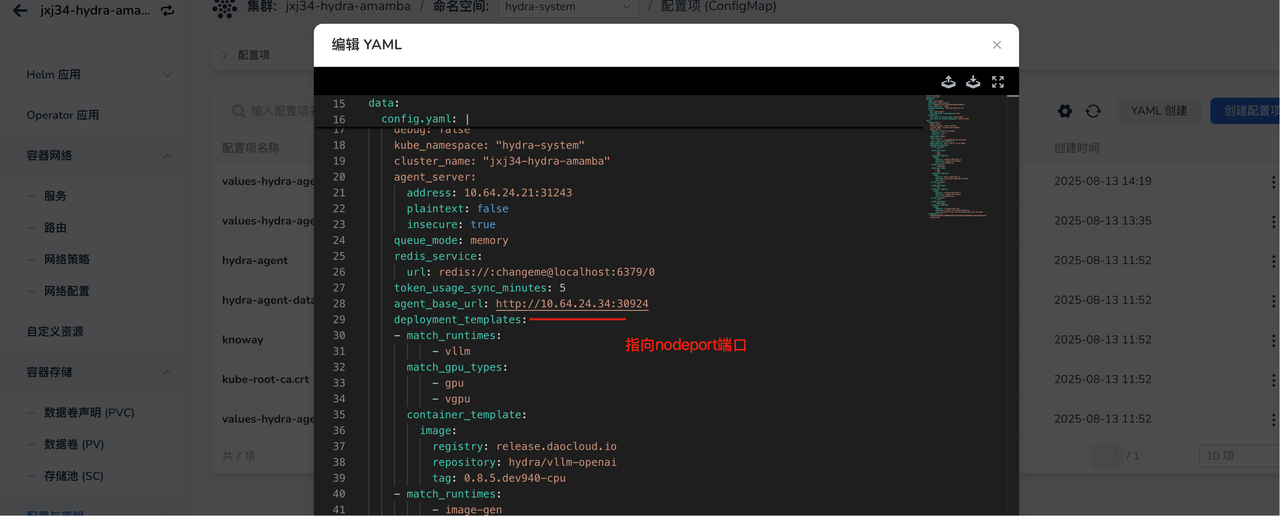 jxj34-hydra-ama...
集群: jxj34-hydra-amamba / 命名空间: hydra-system / 配置项 (ConfigMap)
配置项
Helm 应用
Operator 应用
容器网络
服务
路由
网络策略
网络配置
自定义资源
容器存储
数据卷声明 (PVC)
数据卷 (PV)
存储池 (SC)
配置与密钥
输入配置项名
YAML 创建
创建配置项
配置项名称
创建时间
values-hydra-age
2025-08-13 14:19
values-hydra-age
2025-08-13 13:35
hydra-agent
2025-08-13 11:52
hydra-agent-data
2025-08-13 11:52
knoway
2025-08-13 11:52
kube-root-ca.crt
2025-08-13 11:52
values-hydra-age
2025-08-13 11:52
共 7 项
1 / 1
10 项
编辑 YAML
15 data:
16 config.yaml: |
17 debug: false
18 kube_namespace: "hydra-system"
19 cluster_name: "jxj34-hydra-amamba"
20 agent_server:
21 address: 10.64.24.21:31243
22 plaintext: false
23 insecure: true
24 queue_mode: memory
25 redis_service:
26 url: redis://:changeme@localhost:6379/0
27 token_usage_sync_minutes: 5
28 agent_base_url: http://10.64.24.34:30924
29 deployment_templates:
30 - match_runtimes:
31 - vllm
32 match_gpu_types:
33 - gpu
34 - vgpu
35 container_template:
36 image:
37 registry: release.daocloud.io
38 repository: hydra/vllm-openai
39 tag: 0.8.5.dev940-cpu
40 - match_runtimes:
41 - image-gen
指向nodeport端口